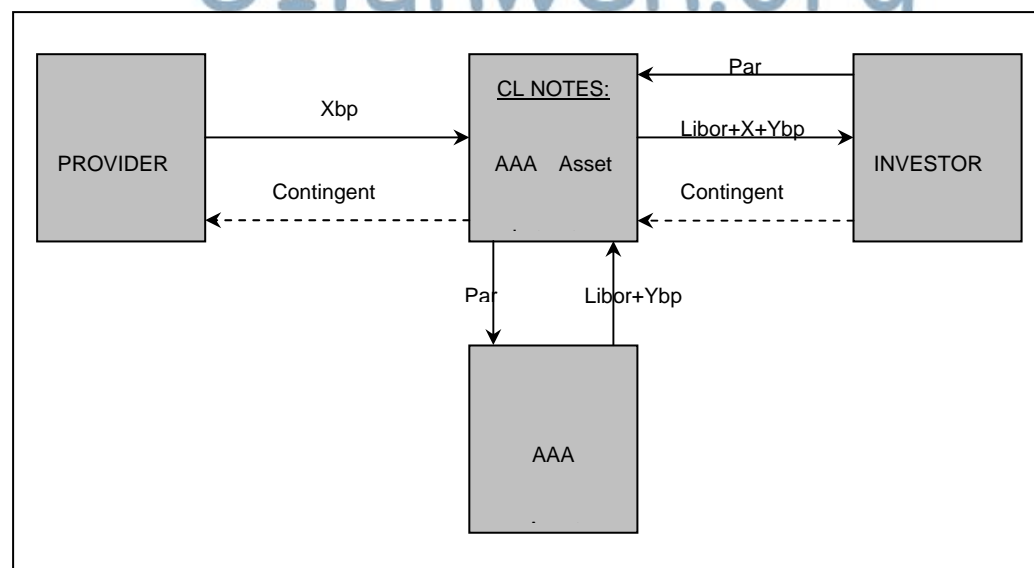 CL NOTES:
Par
Xbp
Libor+X+Ybp
PROVIDER
AAA Asset
INVESTOR
Contingent
Contingent
Par
Libor+Ybp
AAA